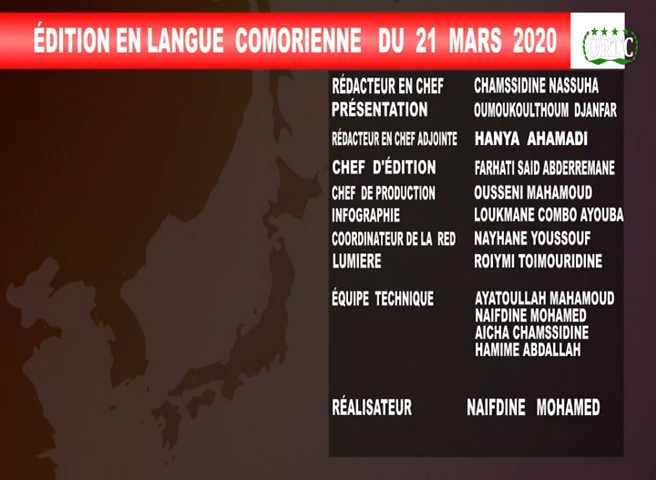 ÉDITION EN LANGUE COMORIENNE DU 21 MARS 2020
ORTC
RÉDACTEUR EN CHEF CHAMSSIDINE NASSUHA
PRÉSENTATION OUMOUKOULTHOUM DJANFAR
RÉDACTEUR EN CHEF ADJOINTE HANYA AHAMADI
CHEF D'ÉDITION FARHATI SAID ABDERREMANE
CHEF DE PRODUCTION OUSSENI MAHAMOUD
INFOGRAPHIE LOUKMANE COMBO AYOUBA
COORDINATEUR DE LA RED NAYHANE YOUSSOUF
LUMIERE ROIYMI TOIMOURIDINE
ÉQUIPE TECHNIQUE AYATOULLAH MAHAMOUD
NAIFDINE MOHAMED
AICHA CHAMSSIDINE
HAMIME ABDALLAH
RÉALISATEUR NAIFDINE MOHAMED